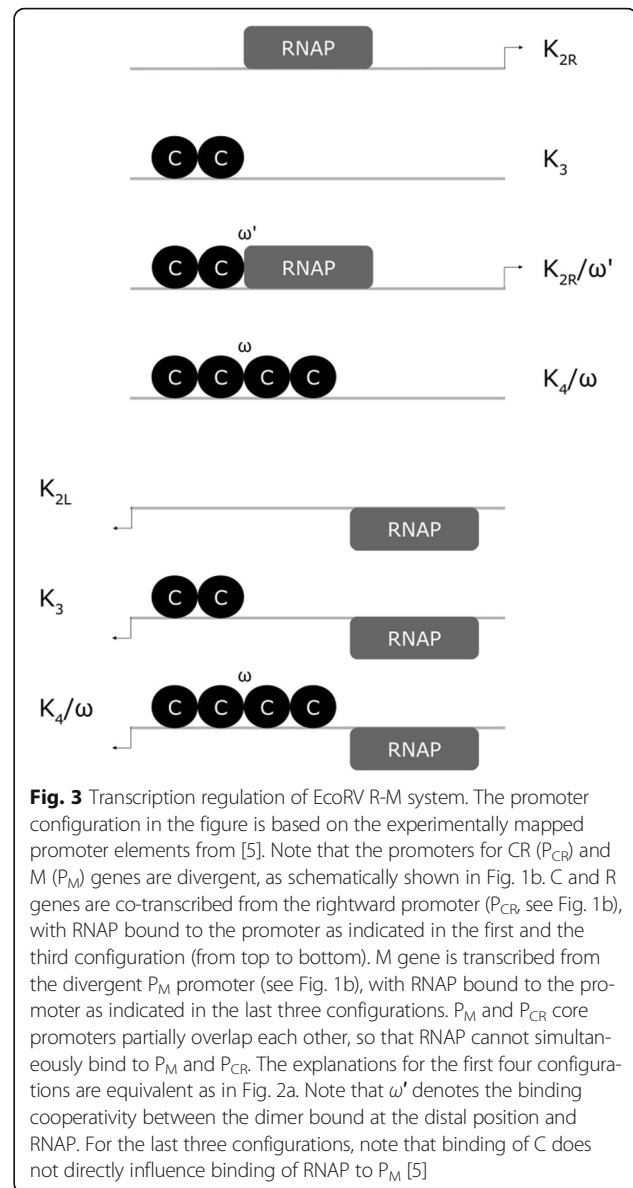 RNAP
K2R
C C
K3
ω'
C C RNAP
K2R/ω'
ω
C C C C
K4/ω
K2L
RNAP
K3
C C
RNAP
ω
K4/ω
C C C C
RNAP
Fig. 3 Transcription regulation of EcoRV R-M system. The promoter
configuration in the figure is based on the experimentally mapped
promoter elements from [5]. Note that the promoters for CR (PCR) and
M (PM) genes are divergent, as schematically shown in Fig. 1b. C and R
genes are co-transcribed from the rightward promoter (PCR, see Fig. 1b),
with RNAP bound to the promoter as indicated in the first and the
third configuration (from top to bottom). M gene is transcribed from
the divergent PM promoter (see Fig. 1b), with RNAP bound to the pro-
moter as indicated in the last three configurations. PM and PCR core
promoters partially overlap each other, so that RNAP cannot simultan-
eously bind to PM and PCR. The explanations for the first four configura-
tions are equivalent as in Fig. 2a. Note that ω' denotes the binding
cooperativity between the dimer bound at the distal position and
RNAP. For the last three configurations, note that binding of C does
not directly influence binding of RNAP to PM [5]